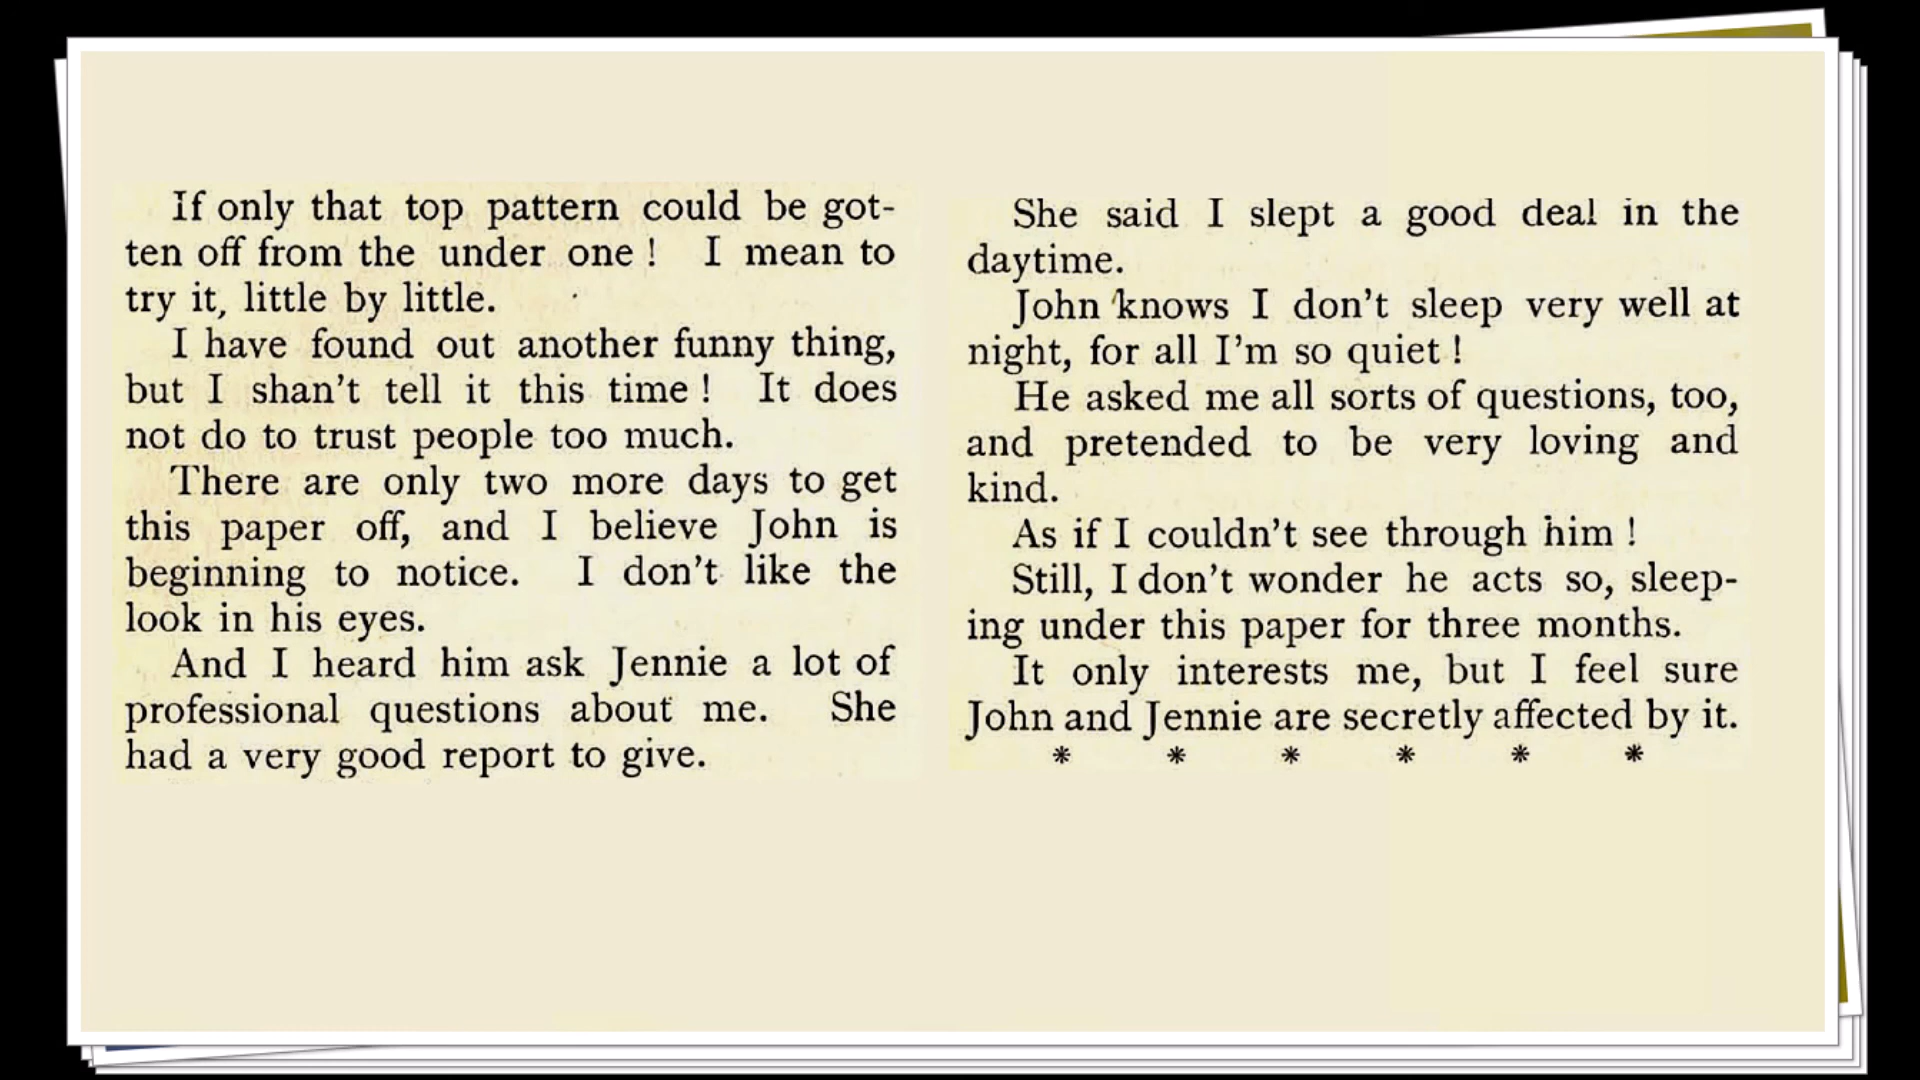 If only that top pattern could be got-
ten off from the under one! I mean to
try it, little by little.
I have found out another funny thing,
but I shan't tell it this time! It does
not do to trust people too much.
There are only two more days to get
this paper off, and I believe John is
beginning to notice. I don't like the
look in his eyes.
And I heard him ask Jennie a lot of
professional questions about me. She
had a very good report to give.
She said I slept a good deal in the
daytime.
John knows I don't sleep very well at
night, for all I'm so quiet!
He asked me all sorts of questions, too,
and pretended to be very loving and
kind.
As if I couldn't see through him!
Still, I don't wonder he acts so, sleep-
ing under this paper for three months.
It only interests me, but I feel sure
John and Jennie are secretly affected by it.
* * * * * *